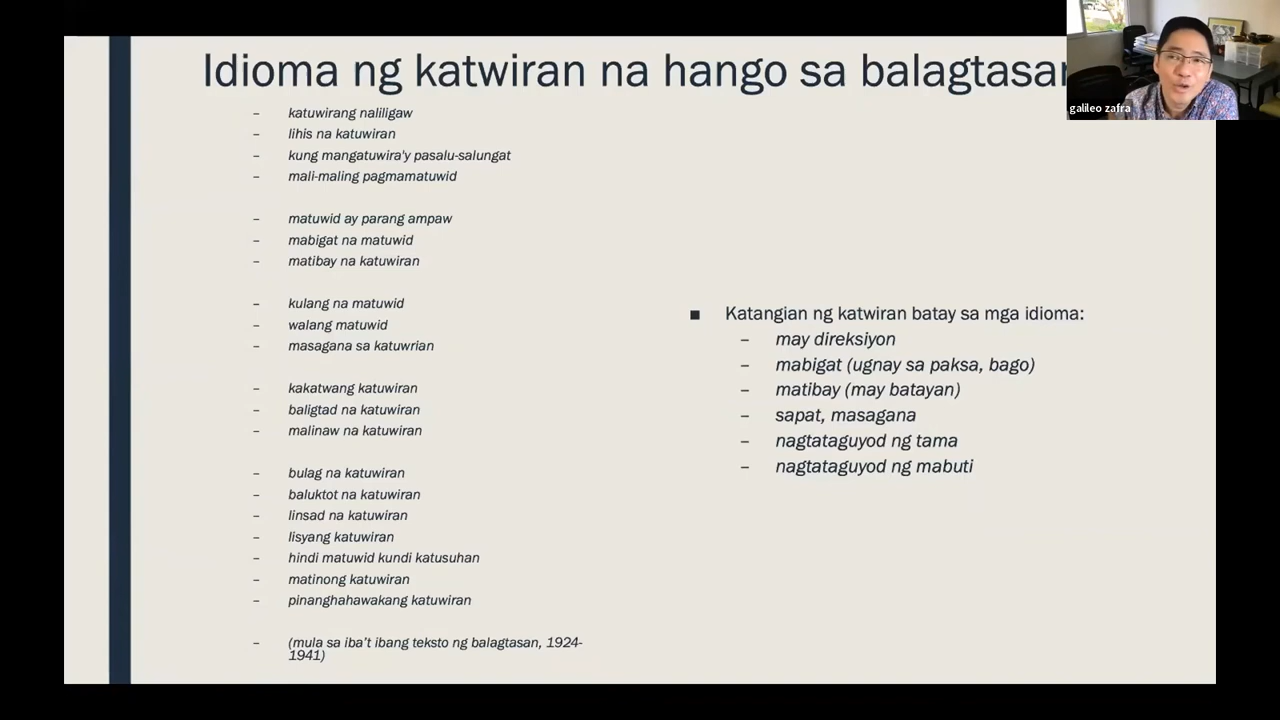 Idioma ng katwiran na hango sa balagtasan
galileo zafra
– katuwirang naliligaw
– lihis na katuwiran
– kung mangatuwira'y pasalu-salungat
– mali-maling pagmamatuwid
– matuwid ay parang ampaw
– mabigat na matuwid
– matibay na katuwiran
– kulang na matuwid
– walang matuwid
– masagana sa katuwrian
– kakatwang katuwiran
– baligtad na katuwiran
– malinaw na katuwiran
– bulag na katuwiran
– baluktot na katuwiran
– linsad na katuwiran
– lisyang katuwiran
– hindi matuwid kundi katusuhan
– matinong katuwiran
– pinanghahawakang katuwiran
– (mula sa iba't ibang teksto ng balagtasan, 1924-
1941)
■ Katangian ng katwiran batay sa mga idioma:
– may direksiyon
– mabigat (ugnay sa paksa, bago)
– matibay (may batayan)
– sapat, masagana
– nagtataguyod ng tama
– nagtataguyod ng mabuti